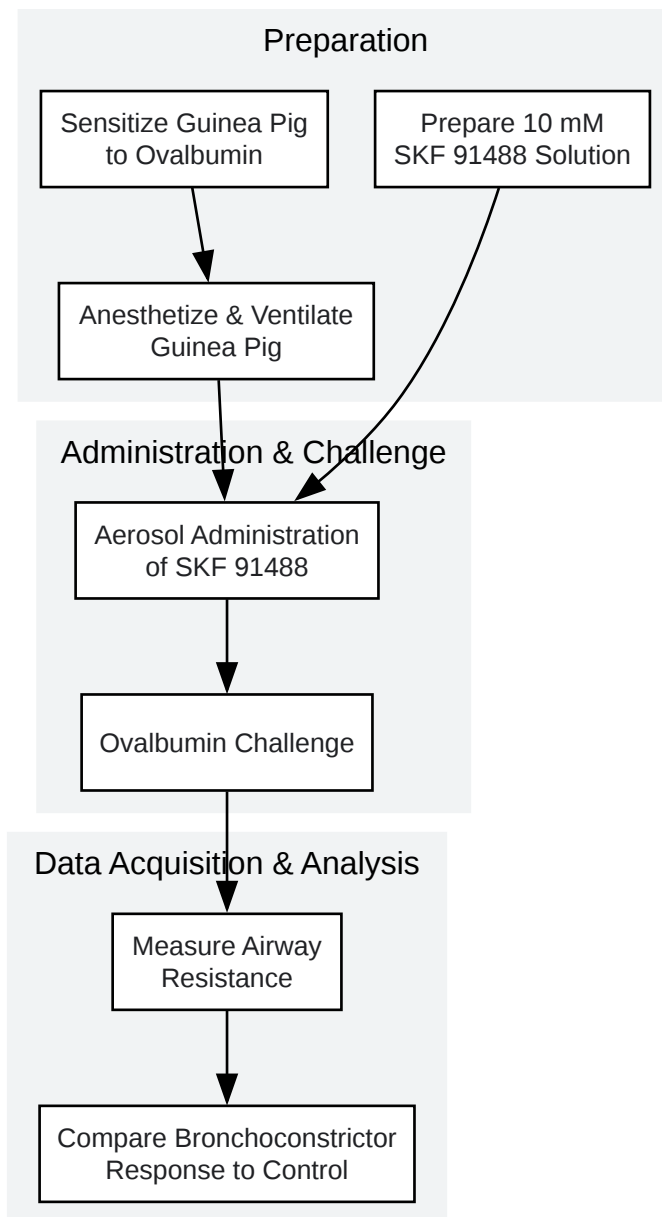 Preparation
Sensitize Guinea Pig
to Ovalbumin
Prepare 10 mM
SKF 91488 Solution
Anesthetize & Ventilate
Guinea Pig
Administration & Challenge
Aerosol Administration
of SKF 91488
Ovalbumin Challenge
Data Acquisition & Analysis
Measure Airway
Resistance
Compare Bronchoconstrictor
Response to Control